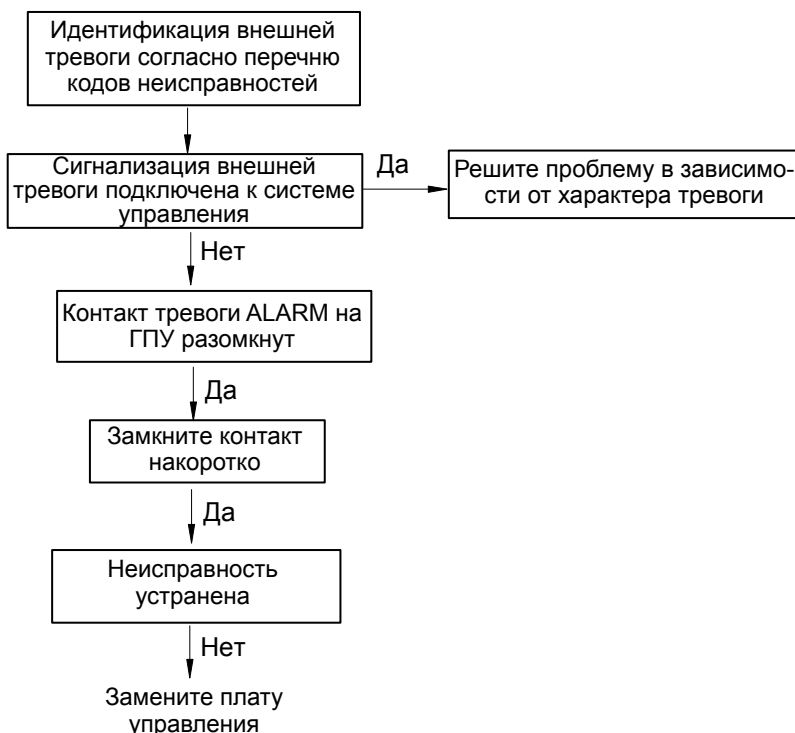 Идентификация внешней
тревоги согласно перечню
кодов неисправностей
Сигнализация внешней
тревоги подключена к системе
управления
Да
Решите проблему в зависимо-
сти от характера тревоги
Нет
Контакт тревоги ALARM на
ГПУ разомкнут
Да
Замкните контакт
накоротко
Да
Неисправность
устранена
Нет
Замените плату
управления